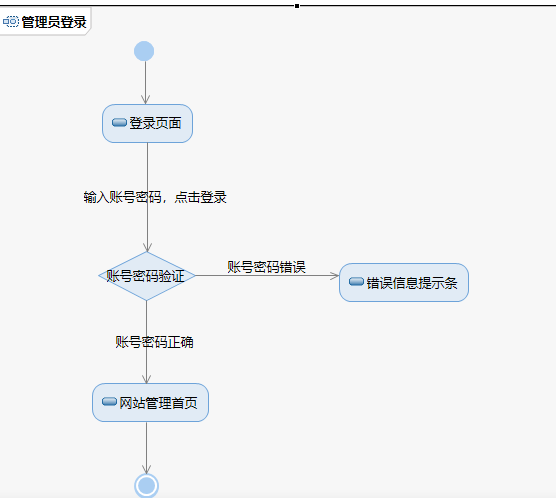 管理员登录
登录页面
输入账号密码，点击登录
账号密码验证
账号密码错误
错误信息提示条
账号密码正确
网站管理首页